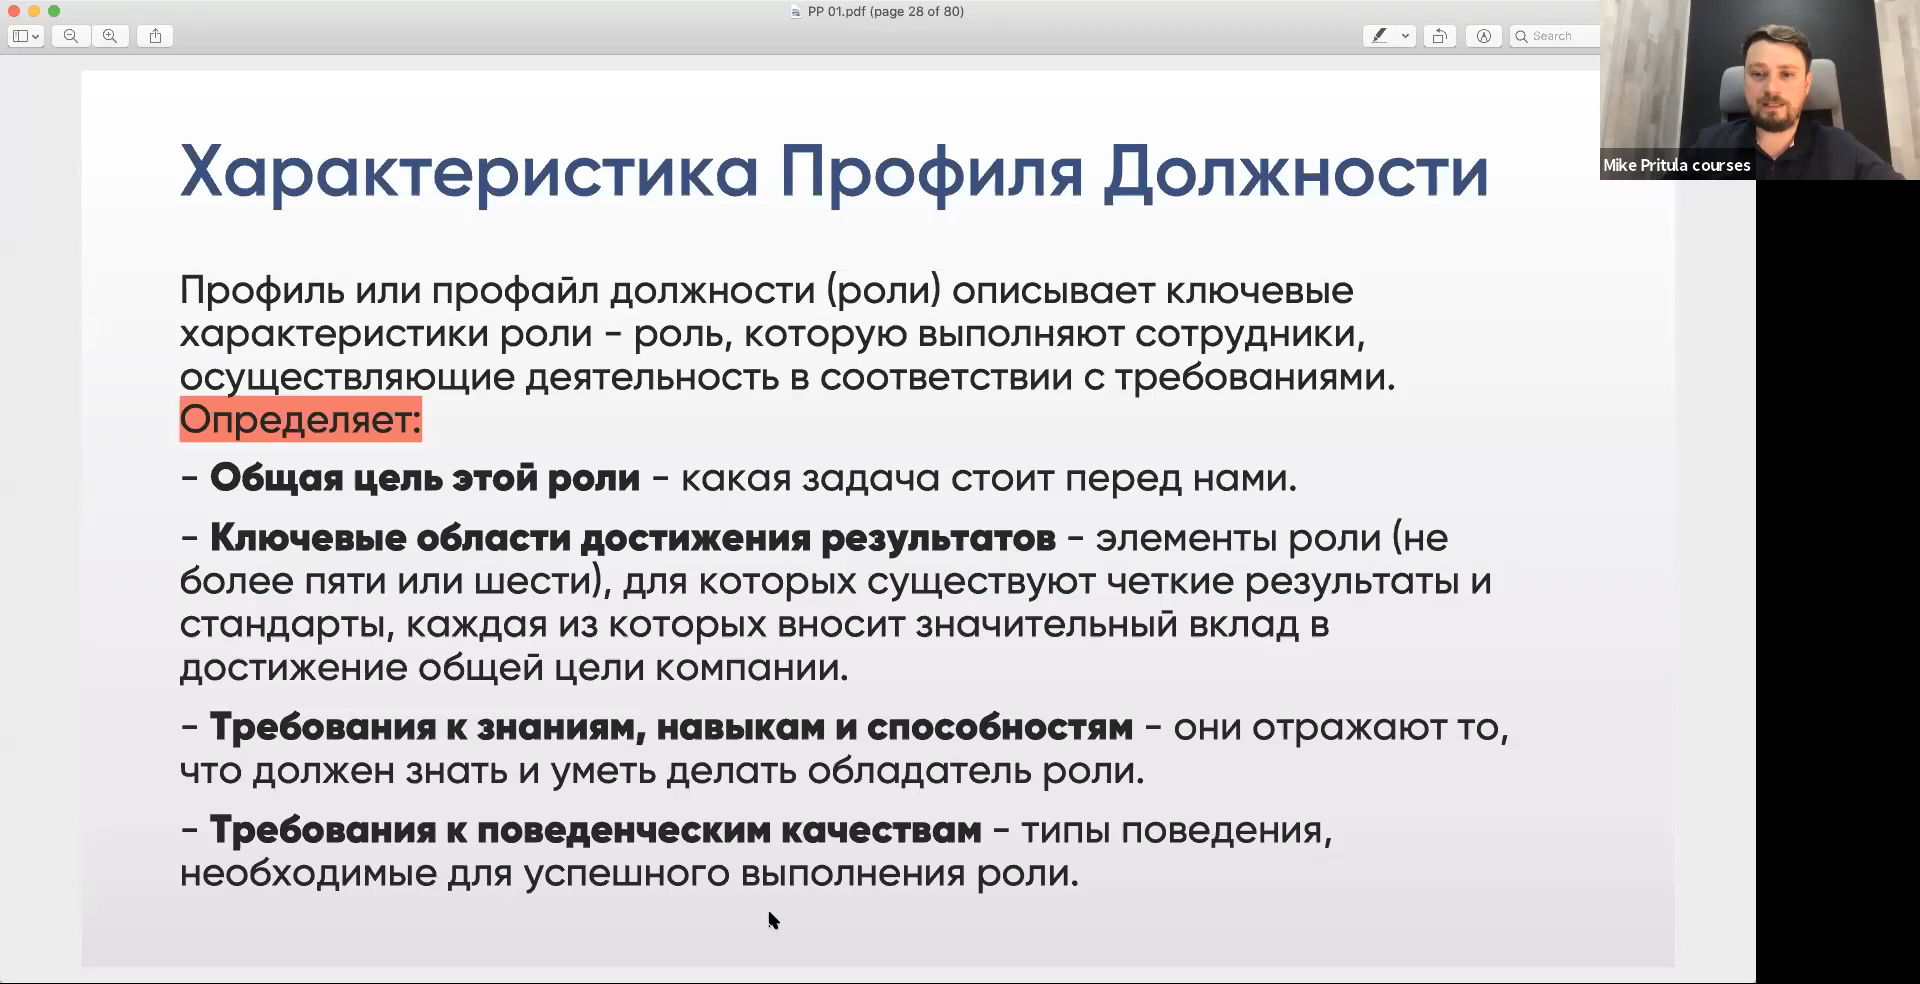 PP 01.pdf (page 28 of 80)
Search
Mike Pritula courses
Характеристика Профиля Должности
Профиль или профайл должности (роли) описывает ключевые
характеристики роли - роль, которую выполняют сотрудники,
осуществляющие деятельность в соответствии с требованиями.
Определяет:
- Общая цель этой роли - какая задача стоит перед нами.
- Ключевые области достижения результатов - элементы роли (не
более пяти или шести), для которых существуют четкие результаты и
стандарты, каждая из которых вносит значительный вклад в
достижение общей цели компании.
- Требования к знаниям, навыкам и способностям - они отражают то,
что должен знать и уметь делать обладатель роли.
- Требования к поведенческим качествам - типы поведения,
необходимые для успешного выполнения роли.